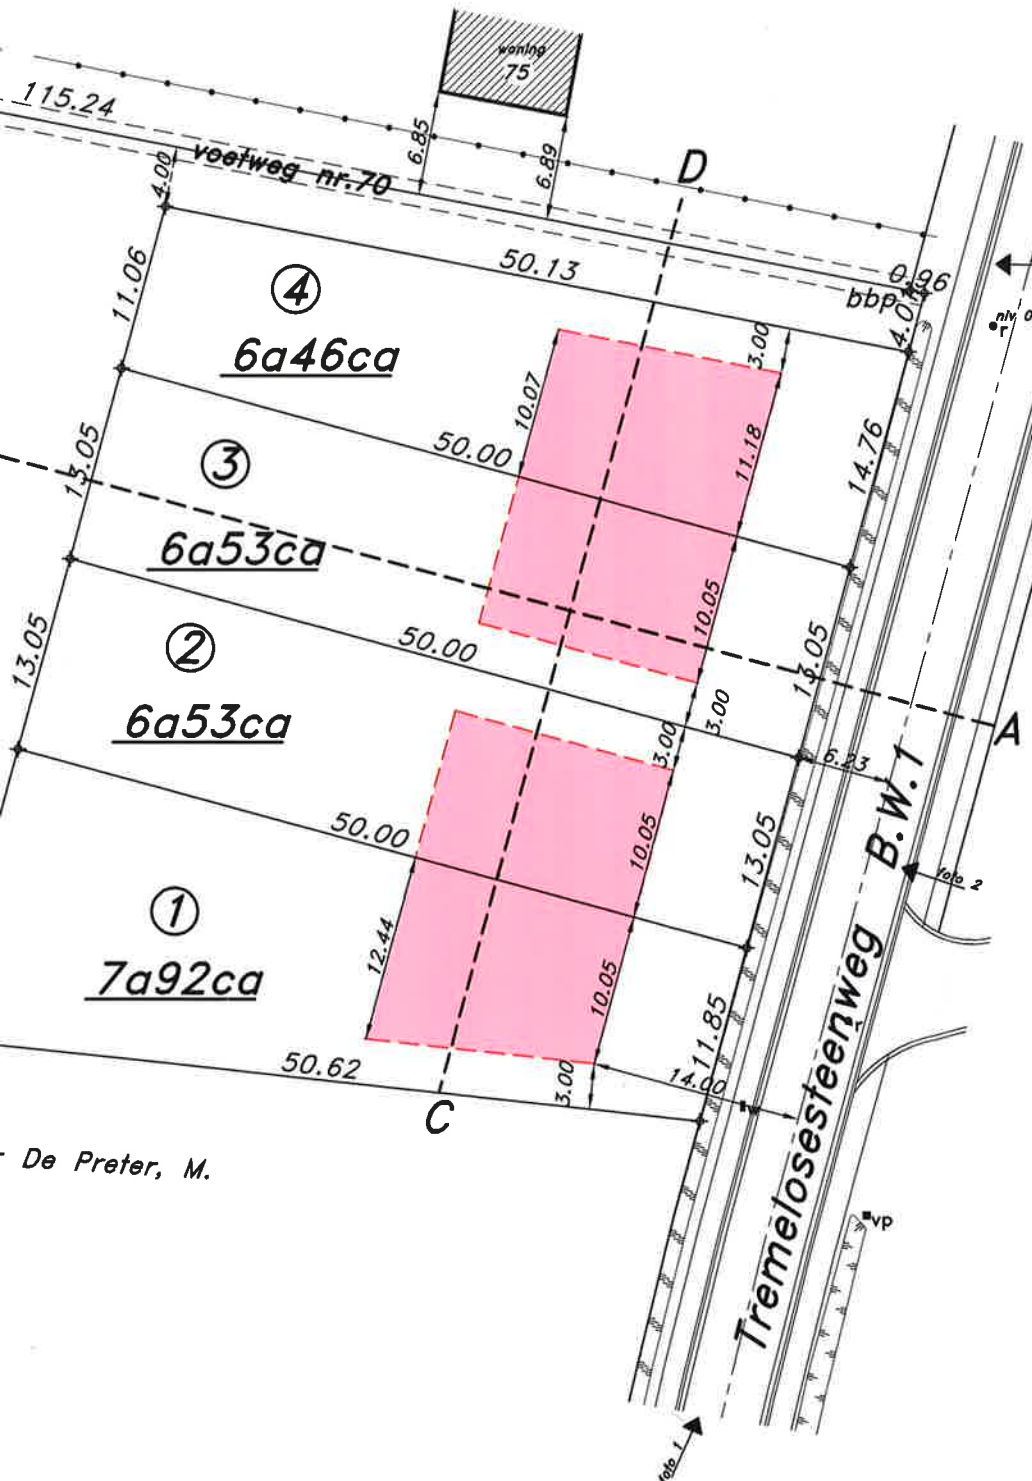 woning
75
115.24
6.85
6.89
voetweg nr.70
4.00
D
50.13
0.96
bbp
r
11.06
4
6a46ca
3.00
10.07
11.18
14.76
50.00
3
13.05
6a53ca
10.05
13.05
50.00
2
13.05
6a53ca
3.00
3.00
A
6.23
B.W.1
50.00
10.05
13.05
foto 2
1
7a92ca
12.44
10.05
11.85
50.62
3.00
14.00
C
Tremelosesteenweg
De Preter, M.
vp
foto 1